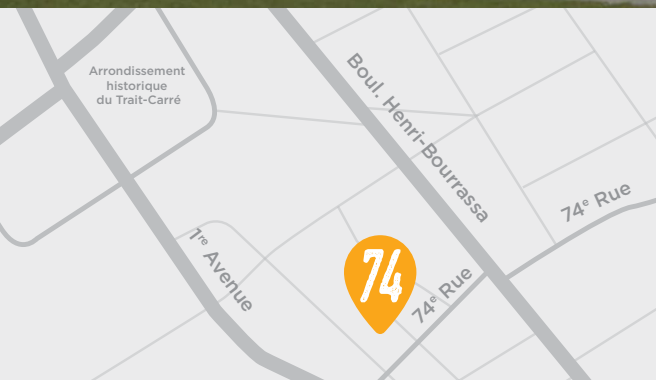 Arrondissement
historique
du Trait-Carré
Boul. Henri-Bourrassa
74e Rue
1re Avenue
74
74e Rue